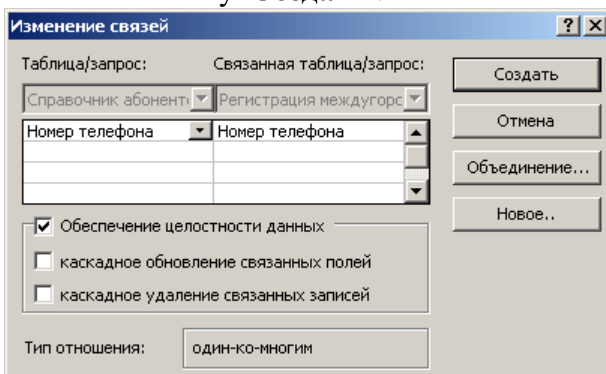 Изменение связей
Таблица/запрос: Связанная таблица/запрос:
Создать
Справочник абонент Регистрация междугорс
Номер телефона Номер телефона
Отмена
Объединение...
Новое..
Обеспечение целостности данных
каскадное обновление связанных полей
каскадное удаление связанных записей
Тип отношения: один-ко-многим